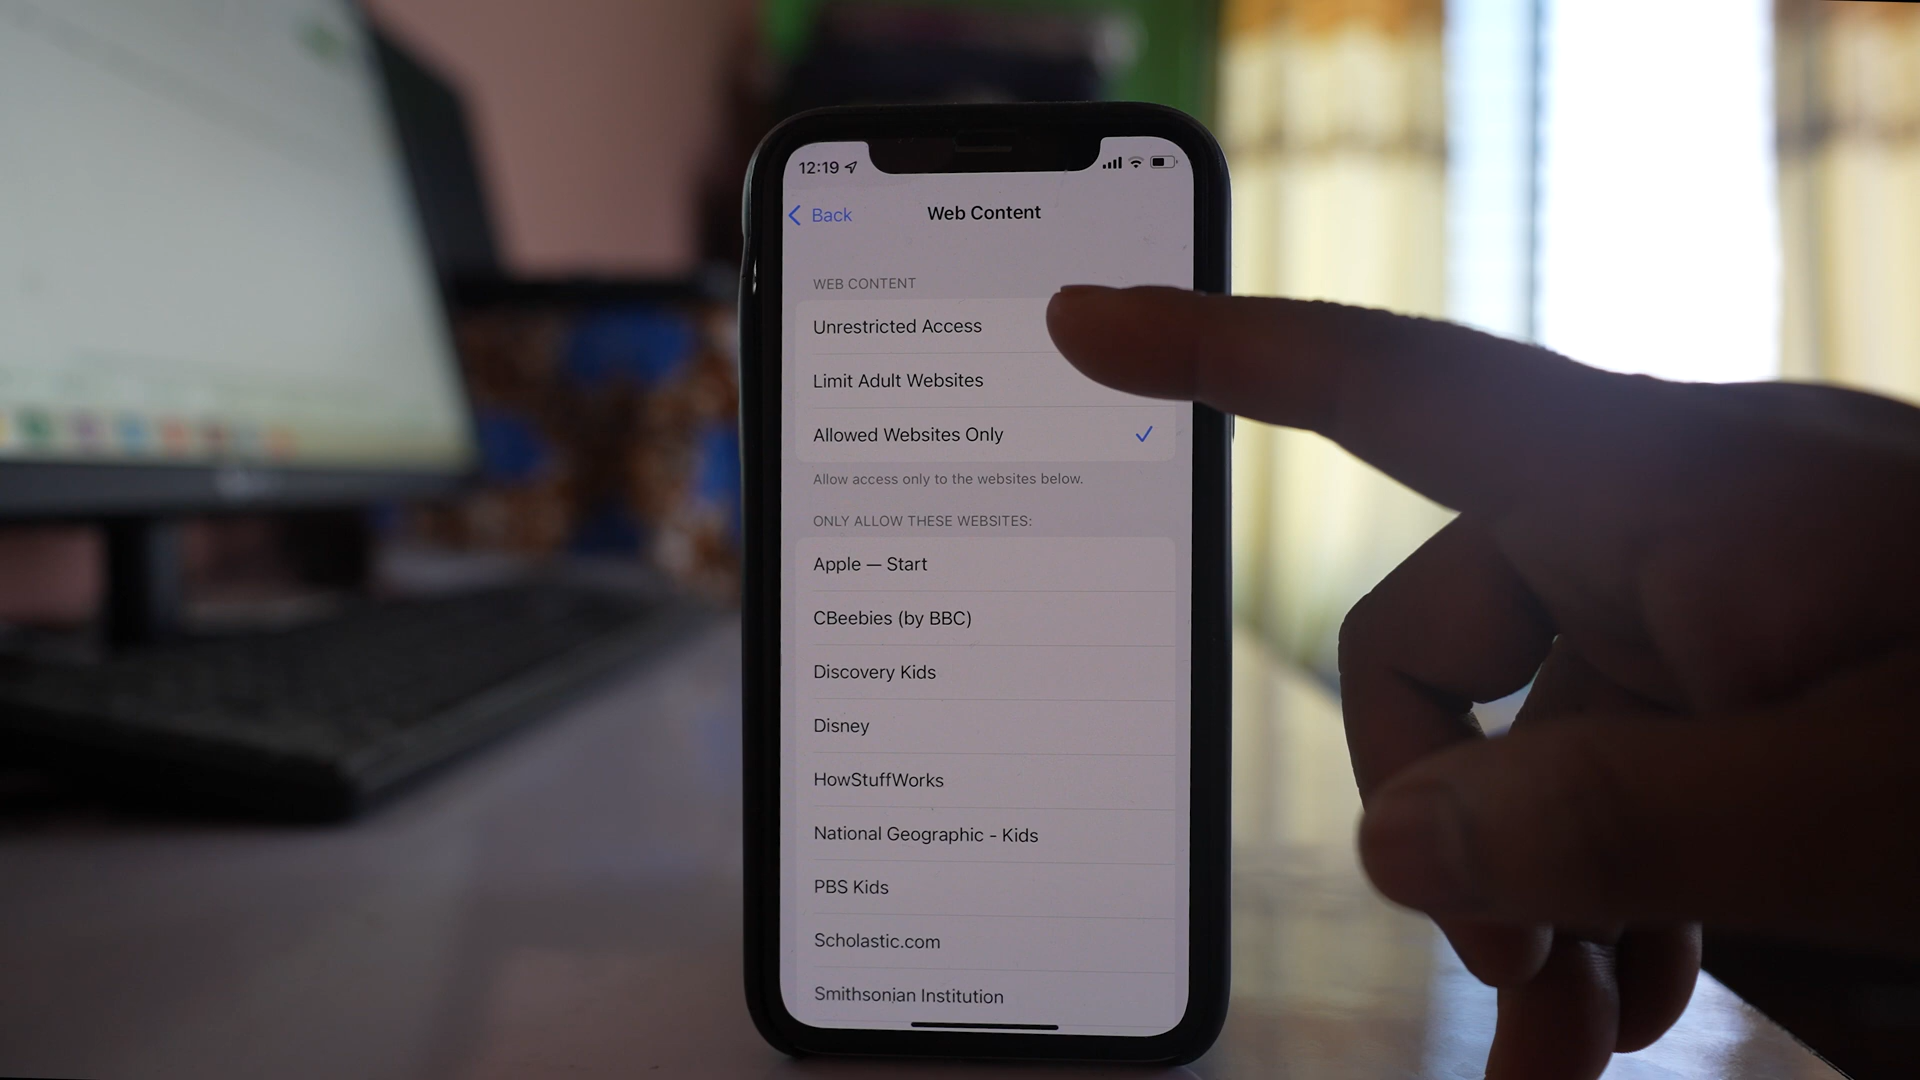 12:19
Back
Web Content
WEB CONTENT
Unrestricted Access
Limit Adult Websites
Allowed Websites Only
Allow access only to the websites below.
ONLY ALLOW THESE WEBSITES:
Apple — Start
CBeebies (by BBC)
Discovery Kids
Disney
HowStuffWorks
National Geographic - Kids
PBS Kids
Scholastic.com
Smithsonian Institution